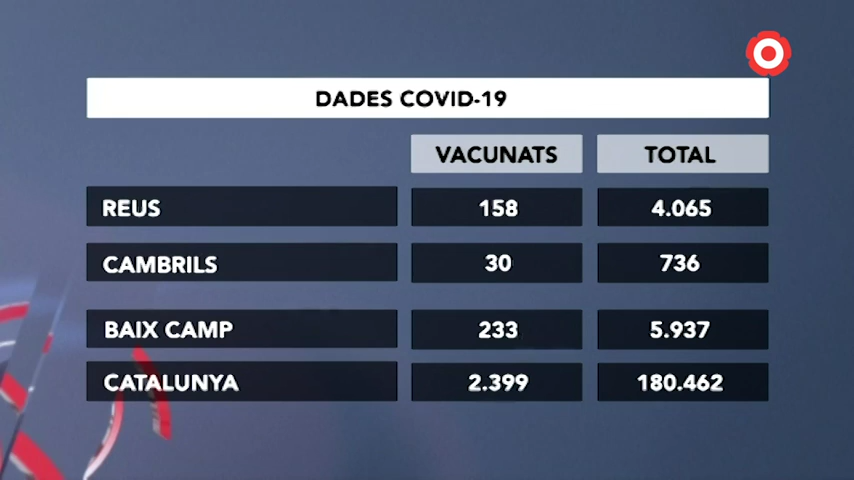 DADES COVID-19
VACUNATS TOTAL
REUS 158 4.065
CAMBRILS 30 736
BAIX CAMP 233 5.937
CATALUNYA 2.399 180.462